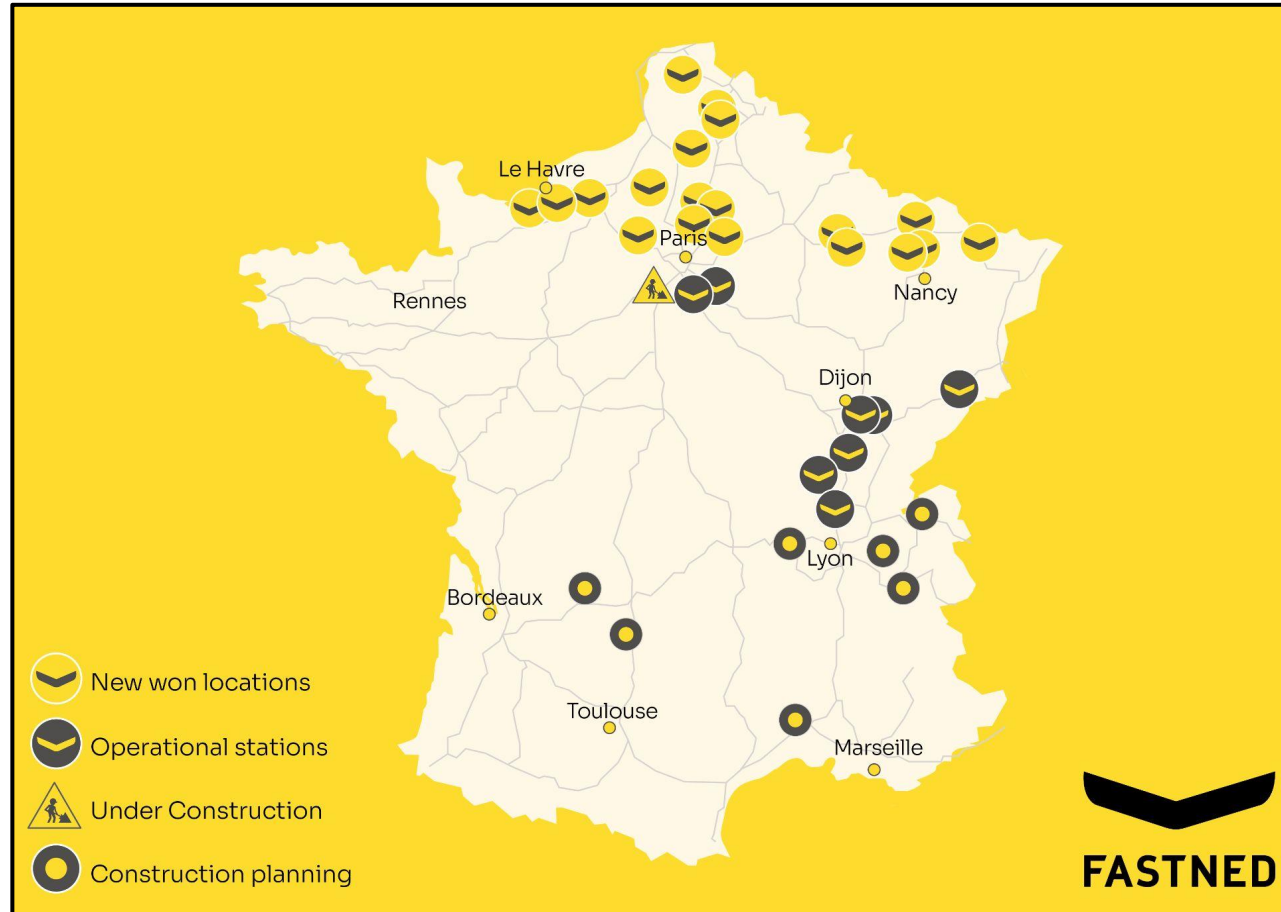 Le Havre
Paris
Rennes
Nancy
Dijon
Lyon
Bordeaux
Toulouse
Marseille
New won locations
Operational stations
Under Construction
Construction planning
FASTNED